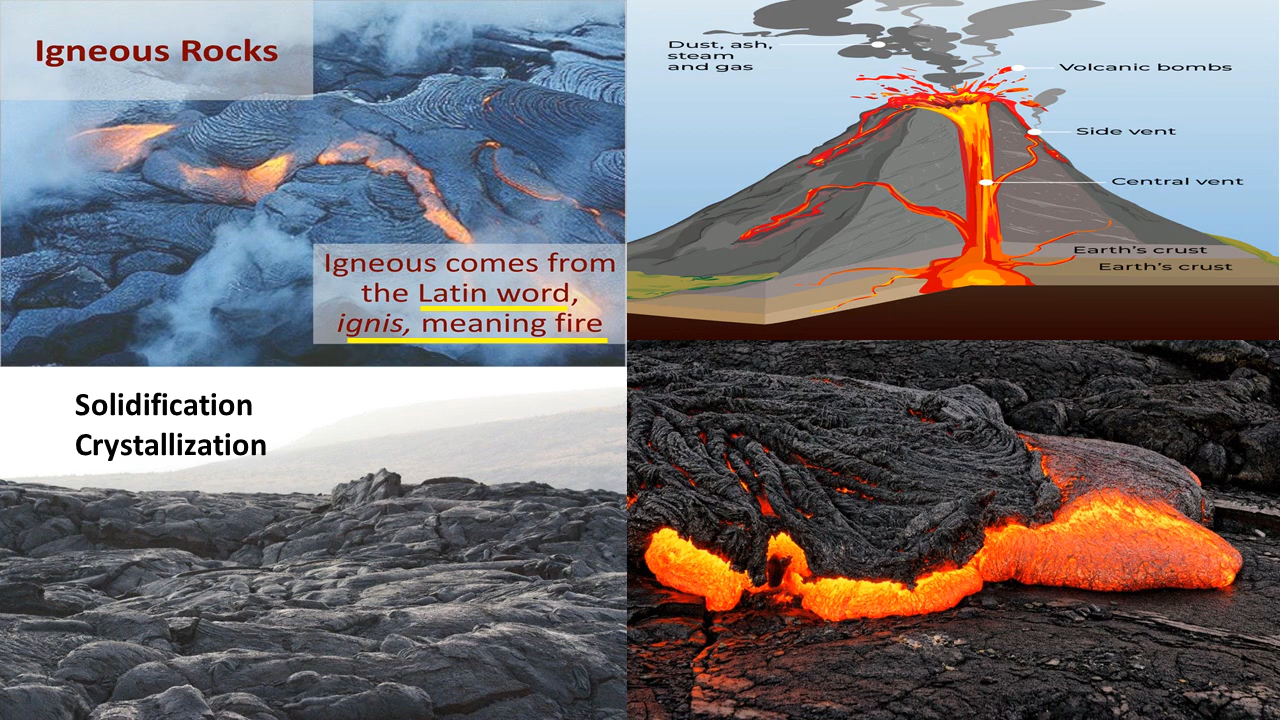 Igneous Rocks
Igneous comes from
the Latin word,
ignis, meaning fire
Dust, ash,
steam
and gas
Volcanic bombs
Side vent
Central vent
Earth's crust
Earth's crust
Solidification
Crystallization